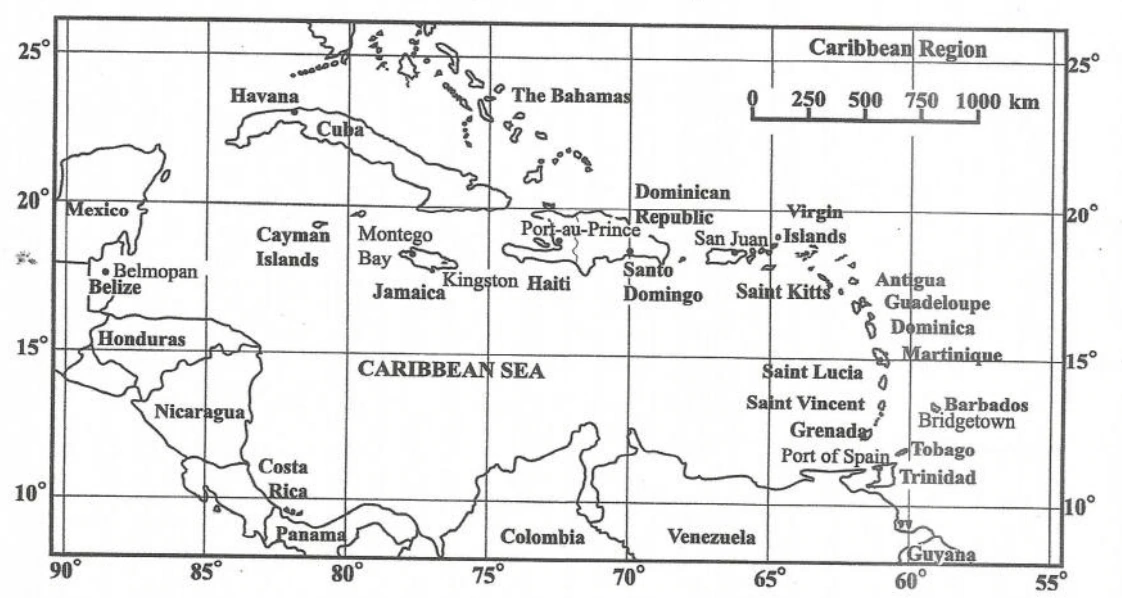 Caribbean Region
25°
25°
0 250 500 750 1000 km
Havana
The Bahamas
Cuba
20°
20°
Mexico
Dominican
Republic
Virgin
Islands
Cayman
Islands
Montego
Bay
Port-au-Prince
San Juan
Belmopan
Belize
Kingston
Jamaica
Haiti
Santo
Domingo
Saint Kitts
Antigua
Guadeloupe
Dominica
Honduras
15°
15°
Martinique
CARIBBEAN SEA
Saint Lucia
Nicaragua
Saint Vincent
Barbados
Bridgetown
Grenada
Port of Spain
Tobago
Trinidad
Costa
Rica
10°
10°
Panama
Colombia
Venezuela
Guyana
90° 85° 80° 75° 70° 65° 60° 55°